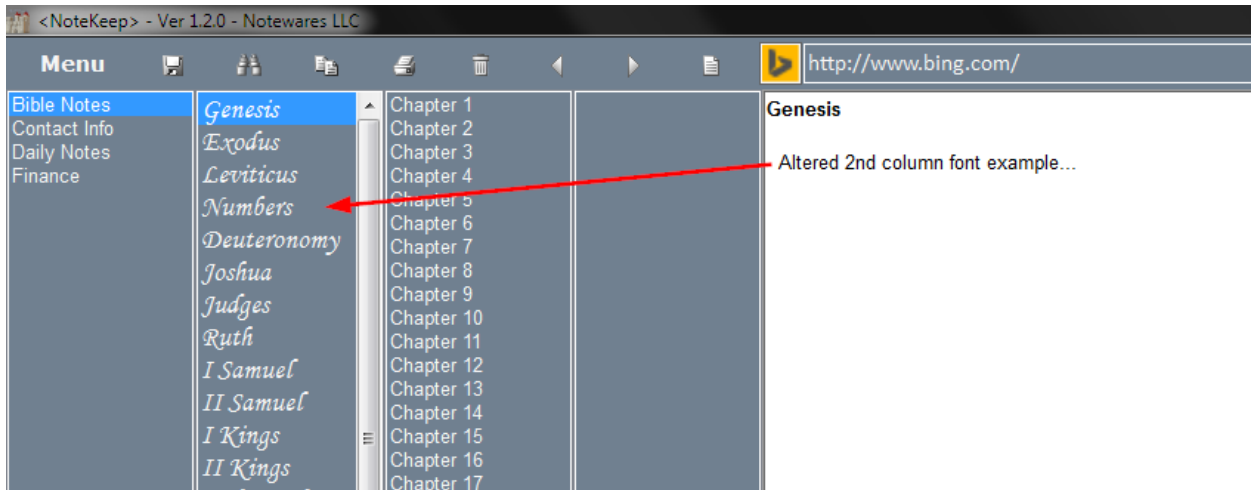 <NoteKeep> - Ver 1.2.0 - Notewares LLC
Menu
http://www.bing.com/
Bible Notes
Contact Info
Daily Notes
Finance
Genesis
Exodus
Leviticus
Numbers
Deuteronomy
Joshua
Judges
Ruth
I Samuel
II Samuel
I Kings
II Kings
Chapter 1
Chapter 2
Chapter 3
Chapter 4
Chapter 5
Chapter 6
Chapter 7
Chapter 8
Chapter 9
Chapter 10
Chapter 11
Chapter 12
Chapter 13
Chapter 14
Chapter 15
Chapter 16
Chapter 17
Genesis
Altered 2nd column font example...